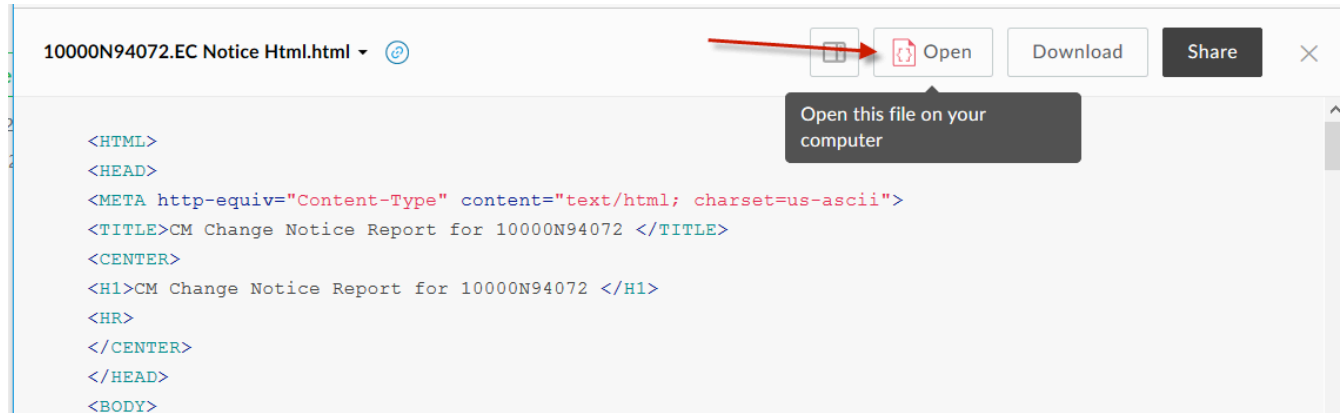 10000N94072.EC Notice Html.html
Open
Download
Share
Open this file on your
computer
<HTML>
<HEAD>
<META http-equiv="Content-Type" content="text/html; charset=us-ascii">
<TITLE>CM Change Notice Report for 10000N94072 </TITLE>
<CENTER>
<H1>CM Change Notice Report for 10000N94072 </H1>
<HR>
</CENTER>
</HEAD>
<BODY>